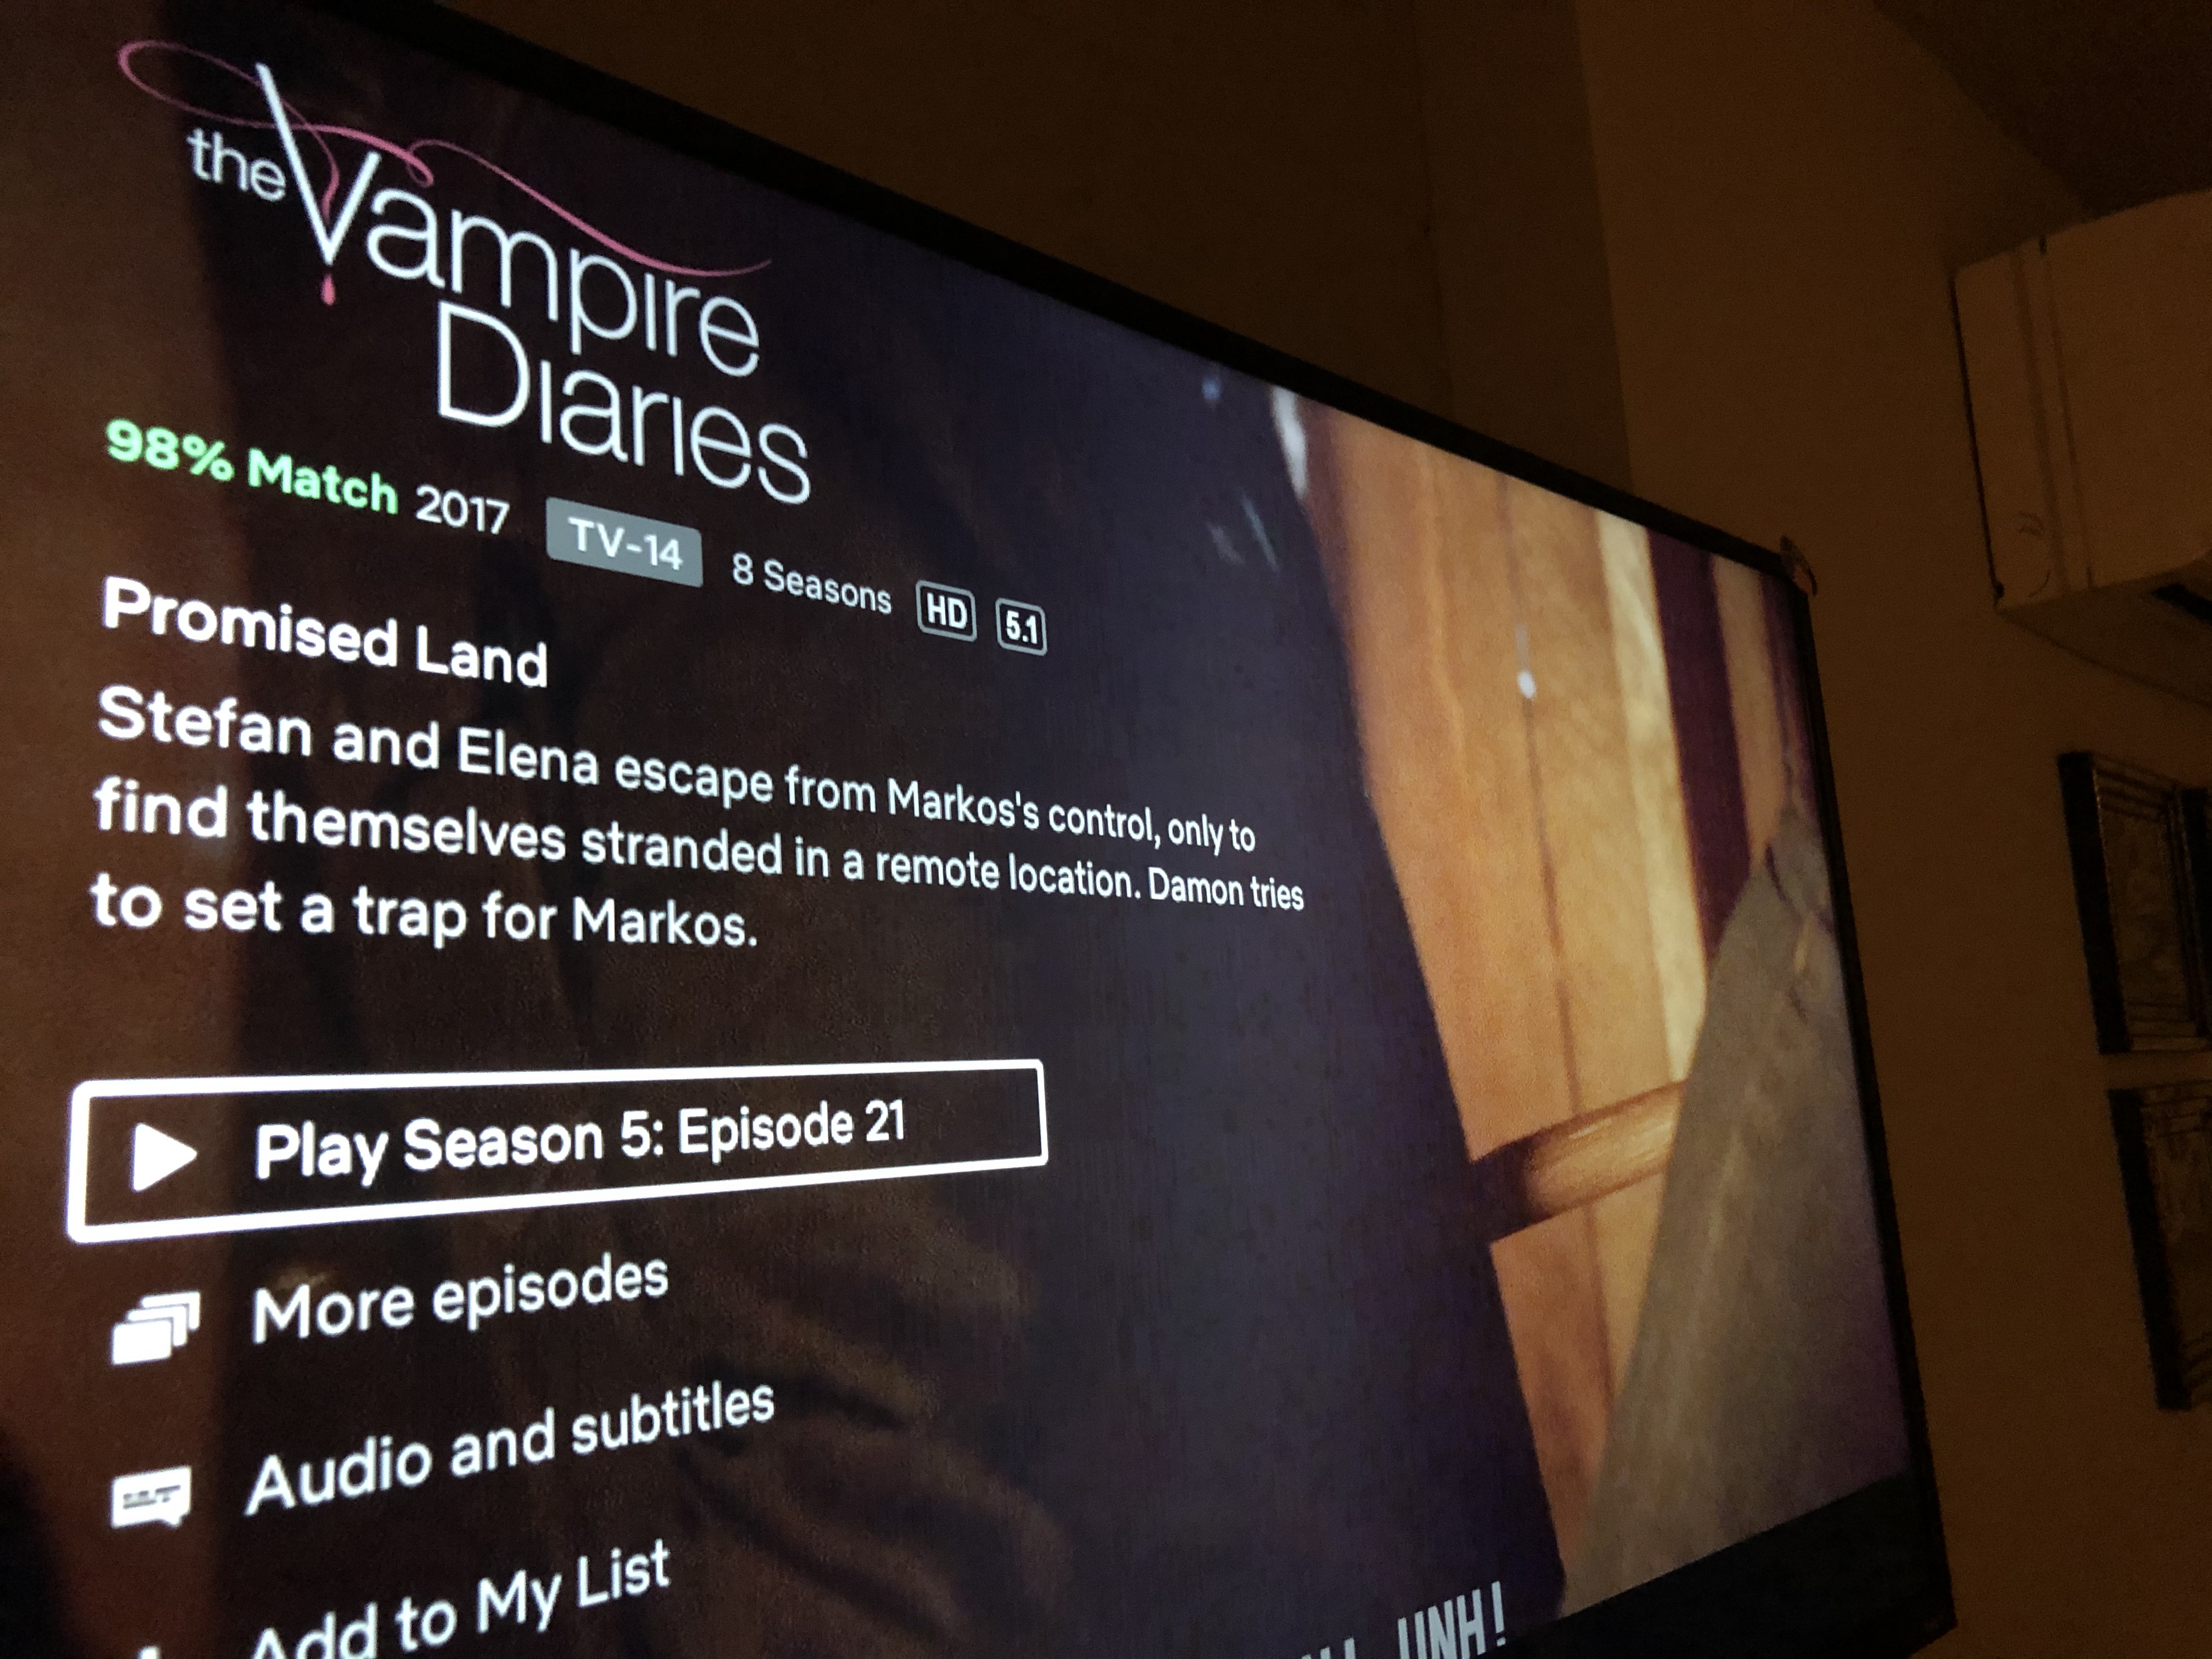 the Vampire
Diaries
98% Match 2017 TV-14 8 Seasons HD 5.1
Promised Land
Stefan and Elena escape from Markos's control, only to
find themselves stranded in a remote location. Damon tries
to set a trap for Markos.
Play Season 5: Episode 21
More episodes
Audio and subtitles
Add to My List
UNH!